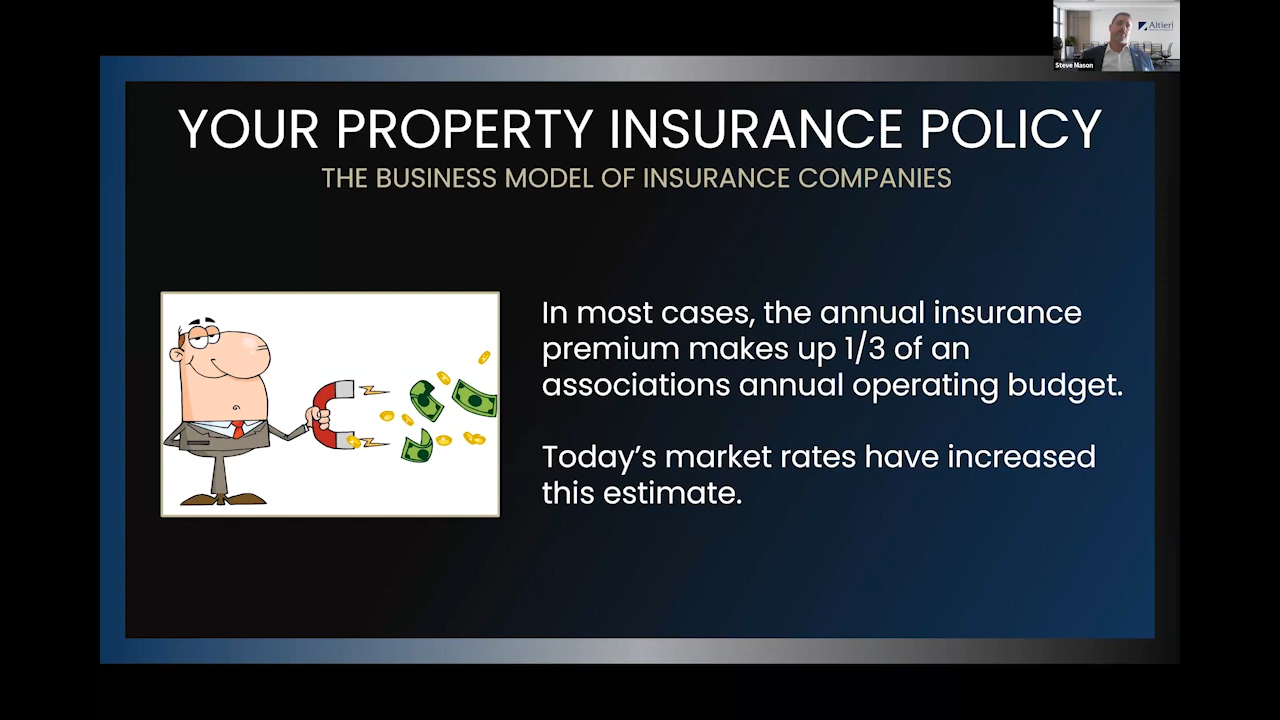 Altieri
Steve Mason
YOUR PROPERTY INSURANCE POLICY
THE BUSINESS MODEL OF INSURANCE COMPANIES
In most cases, the annual insurance
premium makes up 1/3 of an
associations annual operating budget.
Today's market rates have increased
this estimate.